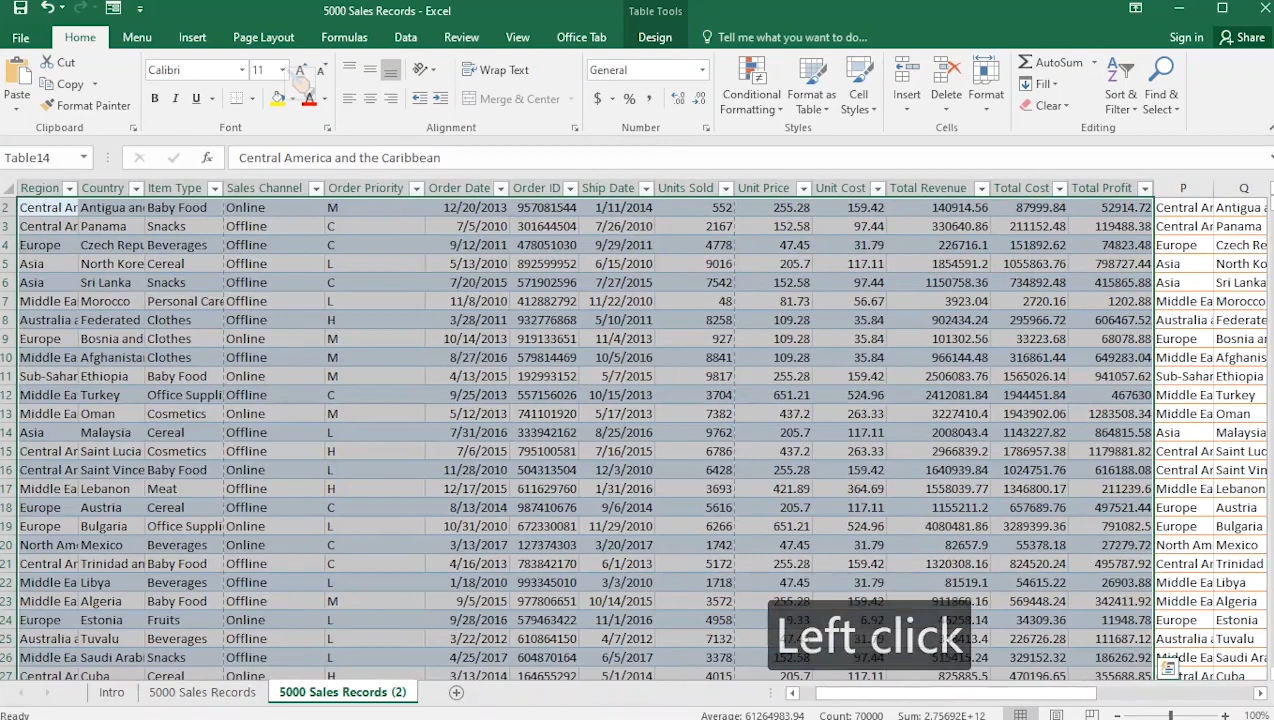 5000 Sales Records - Excel
Table Tools
File Home Menu Insert Page Layout Formulas Data Review View Office Tab Design Tell me what you want to do... Sign in Share
Cut
Copy
Format Painter
Paste
Calibri 11
B I U
A
Wrap Text
Merge & Center
General
$ %
Conditional Formatting
Format as Table
Cell Styles
Insert Delete Format
AutoSum
Fill
Clear
Sort & Filter
Find & Select
Clipboard Font Alignment Number Styles Cells Editing
Table14 fx Central America and the Caribbean
Region Country Item Type Sales Channel Order Priority Order Date Order ID Ship Date Units Sold Unit Price Unit Cost Total Revenue Total Cost Total Profit P Q
2 Central Ar Antigua an Baby Food Online M 12/20/2013 957081544 1/11/2014 552 255.28 159.42 140914.56 87999.84 52914.72 Central Ar Antigua a
3 Central Ar Panama Snacks Offline C 7/5/2010 301644504 7/26/2010 2167 152.58 97.44 330640.86 211152.48 119488.38 Central Ar Panama
4 Europe Czech Repu Beverages Offline C 9/12/2011 478051030 9/29/2011 4778 47.45 31.79 226716.1 151892.62 74823.48 Europe Czech Re
5 Asia North Kore Cereal Offline L 5/13/2010 892599952 6/15/2010 9016 205.7 117.11 1854591.2 1055863.76 798727.44 Asia North Ko
6 Asia Sri Lanka Snacks Offline C 7/20/2015 571902596 7/27/2015 7542 152.58 97.44 1150758.36 734892.48 415865.88 Asia Sri Lanka
7 Middle Ea Morocco Personal Care Offline L 11/8/2010 412882792 11/22/2010 48 81.73 56.67 3923.04 2720.16 1202.88 Middle Ea Morocco
8 Australia a Federated Clothes Offline H 3/28/2011 932776868 5/10/2011 8258 109.28 35.84 902434.24 295966.72 606467.52 Australia a Federate
9 Europe Bosnia and Clothes Online M 10/14/2013 919133651 11/4/2013 927 109.28 35.84 101302.56 33223.68 68078.88 Europe Bosnia an
10 Middle Ea Afghanista Clothes Offline M 8/27/2016 579814469 10/5/2016 8841 109.28 35.84 966144.48 316861.44 649283.04 Middle Ea Afghanis
11 Sub-Sahar Ethiopia Baby Food Online M 4/13/2015 192993152 5/7/2015 9817 255.28 159.42 2506083.76 1565026.14 941057.62 Sub-Sahar Ethiopia
12 Middle Ea Turkey Office Suppli Offline C 9/25/2013 557156026 10/15/2013 3704 651.21 524.96 2412081.84 1944451.84 467630 Middle Ea Turkey
13 Middle Ea Oman Cosmetics Online M 5/12/2013 741101920 5/17/2013 7382 437.2 263.33 3227410.4 1943902.06 1283508.34 Middle Ea Oman
14 Asia Malaysia Cereal Offline L 7/31/2016 333942162 8/25/2016 9762 205.7 117.11 2008043.4 1143227.82 864815.58 Asia Malaysia
15 Central Ar Saint Lucia Cosmetics Offline H 7/6/2015 795100581 7/16/2015 6786 437.2 263.33 2966839.2 1786957.38 1179881.82 Central Ar Saint Luc
16 Central Ar Saint Vince Baby Food Online L 11/28/2010 504313504 12/3/2010 6428 255.28 159.42 1640939.84 1024751.76 616188.08 Central Ar Saint Vin
17 Middle Ea Lebanon Meat Offline H 12/17/2015 611629760 1/31/2016 3693 421.89 364.69 1558039.77 1346800.17 211239.6 Middle Ea Lebanon
18 Europe Austria Cereal Offline C 8/13/2014 987410676 9/6/2014 5616 205.7 117.11 1155211.2 657689.76 497521.44 Europe Austria
19 Europe Bulgaria Office Suppli Online L 10/31/2010 672330081 11/29/2010 6266 651.21 524.96 4080481.86 3289399.36 791082.5 Europe Bulgaria
20 North Ame Mexico Beverages Online C 3/13/2017 127374303 3/20/2017 1742 47.45 31.79 82657.9 55378.18 27279.72 North Am Mexico
21 Central Ar Trinidad an Baby Food Offline C 4/16/2013 783842170 6/1/2013 5172 255.28 159.42 1320308.16 824520.24 495787.92 Central Ar Trinidad
22 Middle Ea Libya Beverages Offline L 1/18/2010 993345010 3/3/2010 1718 47.45 31.79 81519.1 54615.22 26903.88 Middle Ea Libya
23 Middle Ea Algeria Baby Food Offline M 9/5/2015 977806651 10/14/2015 3572 255.28 159.42 911860.16 569448.24 342411.92 Middle Ea Algeria
24 Europe Estonia Fruits Online L 9/28/2016 579463422 11/1/2016 4958 9.33 6.92 46258.14 34309.36 11948.78 Europe Estonia
25 Australia a Tuvalu Beverages Offline L 3/22/2012 610864150 4/7/2012 7132 226726.28 111687.12 Australia a Tuvalu
26 Middle Ea Saudi Arabi Snacks Offline L 4/25/2017 604870164 6/12/2017 3378 152.58 97.44 515415.24 329152.32 186262.92 Middle Ea Saudi Ara
27 Central Ar Cuba Cereal Offline H 3/24/2014 164655292 5/1/2014 4015 205.7 117.11 825885.5 470196.65 355688.85 Central Ar Cuba
Left click
Intro 5000 Sales Records 5000 Sales Records (2)
Ready Average: 61264983.94 Count: 70000 Sum: 2.75692E+12 100%